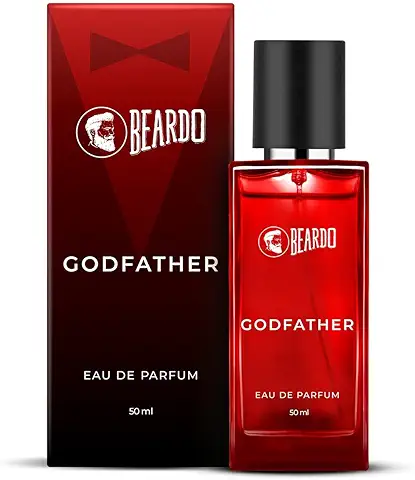 BEARDO
GODFATHER
EAU DE PARFUM
50 ml
BEARDO
GODFATHER
EAU DE PARFUM
50 ml